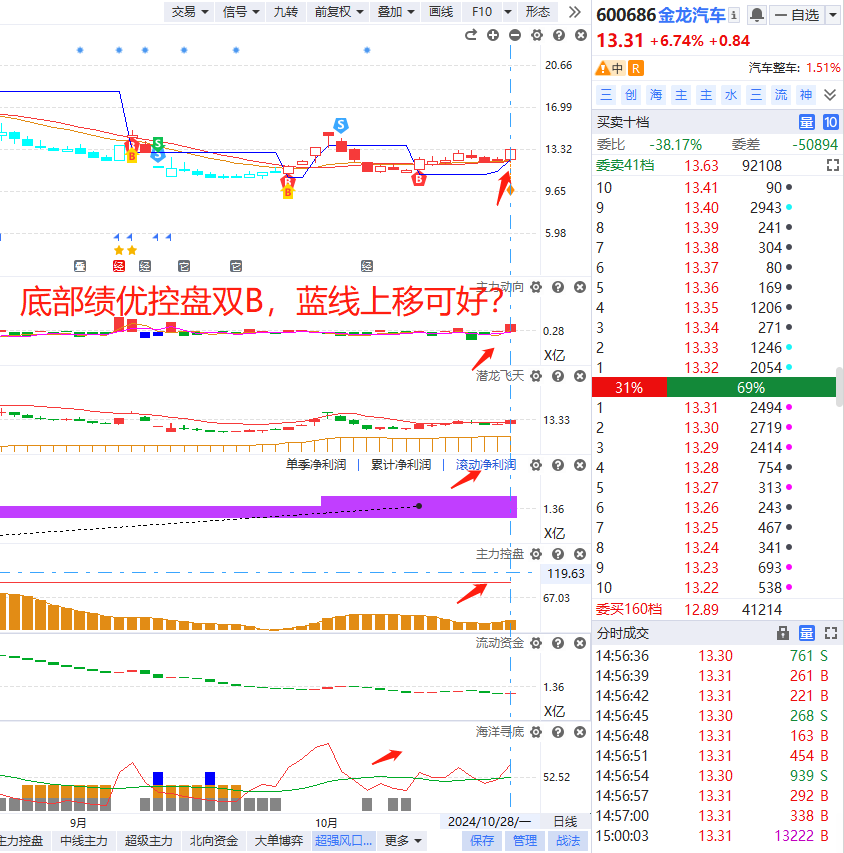 交易 信号 九转 前复权 叠加 画线 F10 形态
600686金龙汽车 自选
13.31 +6.74% +0.84
中 R 汽车整车: 1.51%
三 创 海 主 主 水 三 流 神
买卖十档 量 10
委比 -38.17% 委差 -50894
委卖41档 13.63 92108
10 13.41 90
9 13.40 2943
8 13.39 241
7 13.38 304
6 13.37 80
5 13.36 169
4 13.35 1206
3 13.34 271
2 13.33 1246
1 13.32 2054
31% 69%
1 13.31 2494
2 13.30 2719
3 13.29 2414
4 13.28 754
5 13.27 313
6 13.26 243
7 13.25 467
8 13.24 341
9 13.23 693
10 13.22 538
委买160档 12.89 41214
分时成交 量
14:56:36 13.30 761 S
14:56:39 13.31 261 B
14:56:42 13.31 221 B
14:56:45 13.30 268 S
14:56:48 13.31 163 B
14:56:51 13.31 454 B
14:56:54 13.30 939 S
14:56:57 13.31 292 B
14:57:00 13.31 338 B
15:00:03 13.31 13222 B
20.66
16.99
13.32
9.65
5.98
B B S S
B B
S
B
主力动向
底部绩优控盘双B，蓝线上移可好?
0.28
X亿
潜龙飞天
13.33
单季净利润 累计净利润 滚动净利润
1.36
X亿
主力控盘
119.63
67.03
流动资金
1.36
X亿
海洋寻底
52.52
9月 10月 2024/10/28/一 日线
主力控盘 中线主力 超级主力 北向资金 大单博弈 超强风口... 更多 保存 管理 战法